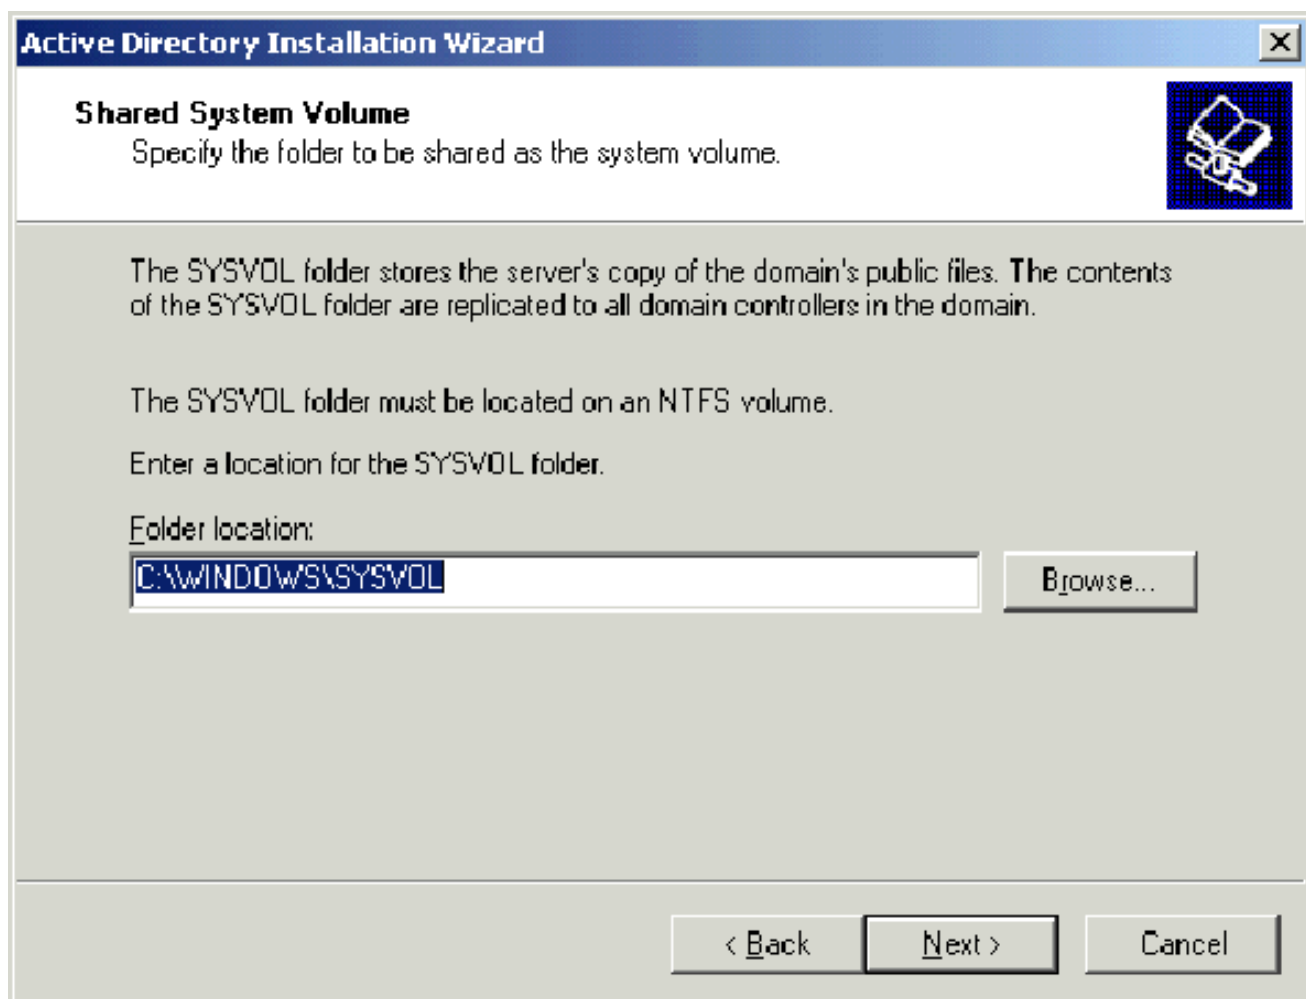 Active Directory Installation Wizard
Shared System Volume
Specify the folder to be shared as the system volume.
The SYSVOL folder stores the server's copy of the domain's public files. The contents
of the SYSVOL folder are replicated to all domain controllers in the domain.
The SYSVOL folder must be located on an NTFS volume.
Enter a location for the SYSVOL folder.
Folder location:
C:\WINDOWS\SYSVOL
Browse...
< Back
Next >
Cancel